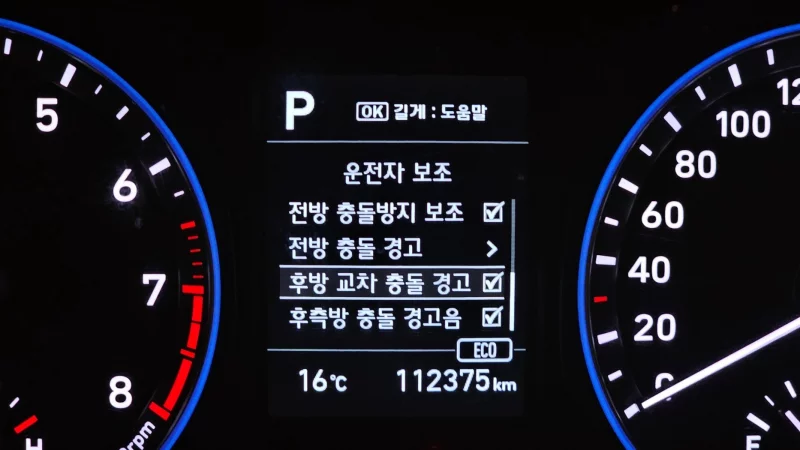 P
OK 길게 : 도움말
운전자 보조
전방 충돌방지 보조
전방 충돌 경고
후방 교차 충돌 경고
후측방 충돌 경고음
ECO
16℃ 112375km
5
6
7
8
rpm
H
100
80
60
40
20
0
E